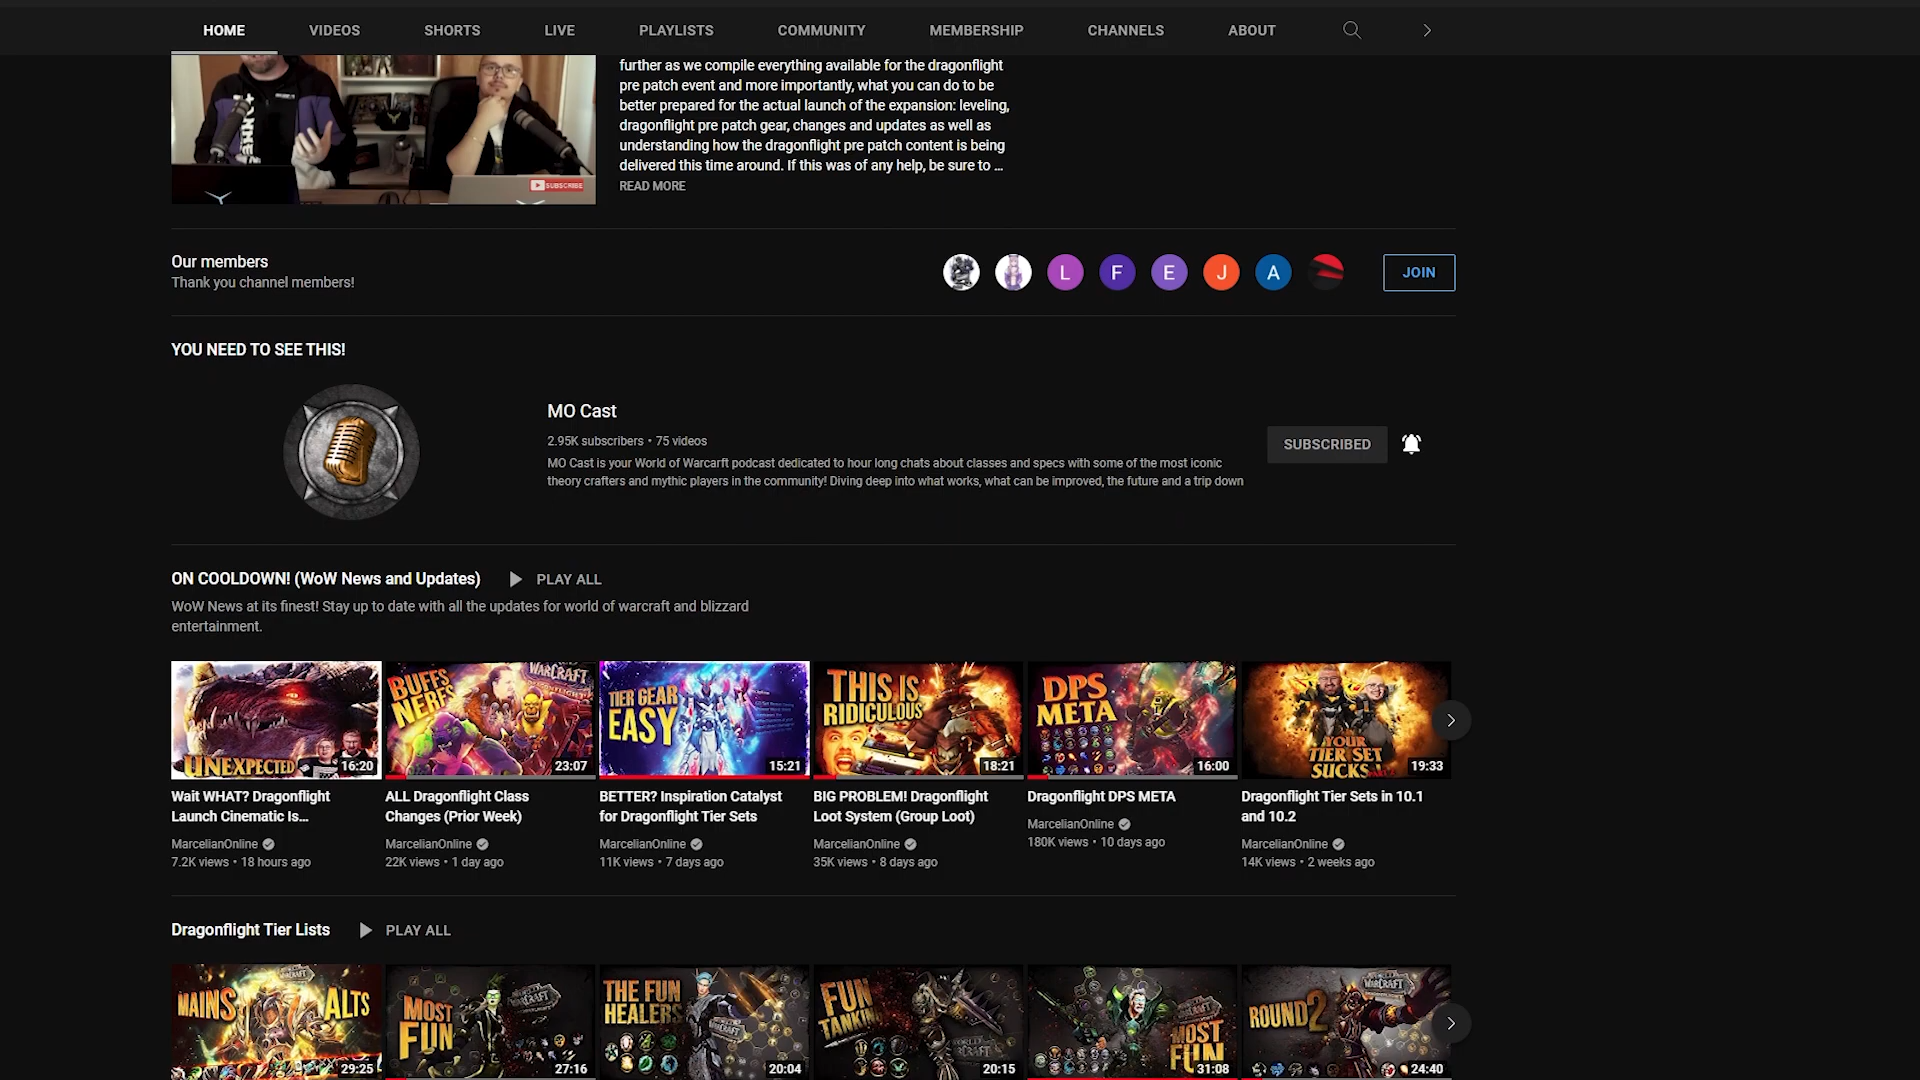 HOME
VIDEOS
SHORTS
LIVE
PLAYLISTS
COMMUNITY
MEMBERSHIP
CHANNELS
ABOUT
further as we compile everything available for the dragonflight
pre patch event and more importantly, what you can do to be
better prepared for the actual launch of the expansion: leveling,
dragonflight pre patch gear, changes and updates as well as
understanding how the dragonflight pre patch content is being
delivered this time around. If this was of any help, be sure to ...
READ MORE
SUBSCRIBE
Our members
Thank you channel members!
L
F
E
J
A
JOIN
YOU NEED TO SEE THIS!
MO Cast
2.95K subscribers • 75 videos
MO Cast is your World of Warcarft podcast dedicated to hour long chats about classes and specs with some of the most iconic
theory crafters and mythic players in the community! Diving deep into what works, what can be improved, the future and a trip down
SUBSCRIBED
ON COOLDOWN! (WoW News and Updates)
PLAY ALL
WoW News at its finest! Stay up to date with all the updates for world of warcraft and blizzard
entertainment.
UNEXPECTED
16:20
Wait WHAT? Dragonflight
Launch Cinematic Is...
MarcelianOnline
7.2K views • 18 hours ago
BUFFS
NERFS
WARCRAFT
23:07
ALL Dragonflight Class
Changes (Prior Week)
MarcelianOnline
22K views • 1 day ago
TIER GEAR
EASY
15:21
BETTER? Inspiration Catalyst
for Dragonflight Tier Sets
MarcelianOnline
11K views • 7 days ago
THIS IS
RIDICULOUS
18:21
BIG PROBLEM! Dragonflight
Loot System (Group Loot)
MarcelianOnline
35K views • 8 days ago
DPS
META
16:00
Dragonflight DPS META
MarcelianOnline
180K views • 10 days ago
YOUR
TIER SET
SUCKS
19:33
Dragonflight Tier Sets in 10.1
and 10.2
MarcelianOnline
14K views • 2 weeks ago
Dragonflight Tier Lists
PLAY ALL
MAINS
ALTS
WARCRAFT
29:25
MOST
FUN
WARCRAFT
27:16
THE FUN
HEALERS
WARCRAFT
20:04
FUN
TANKING
WARCRAFT
20:15
MOST
FUN
31:08
ROUND 2
WARCRAFT
24:40